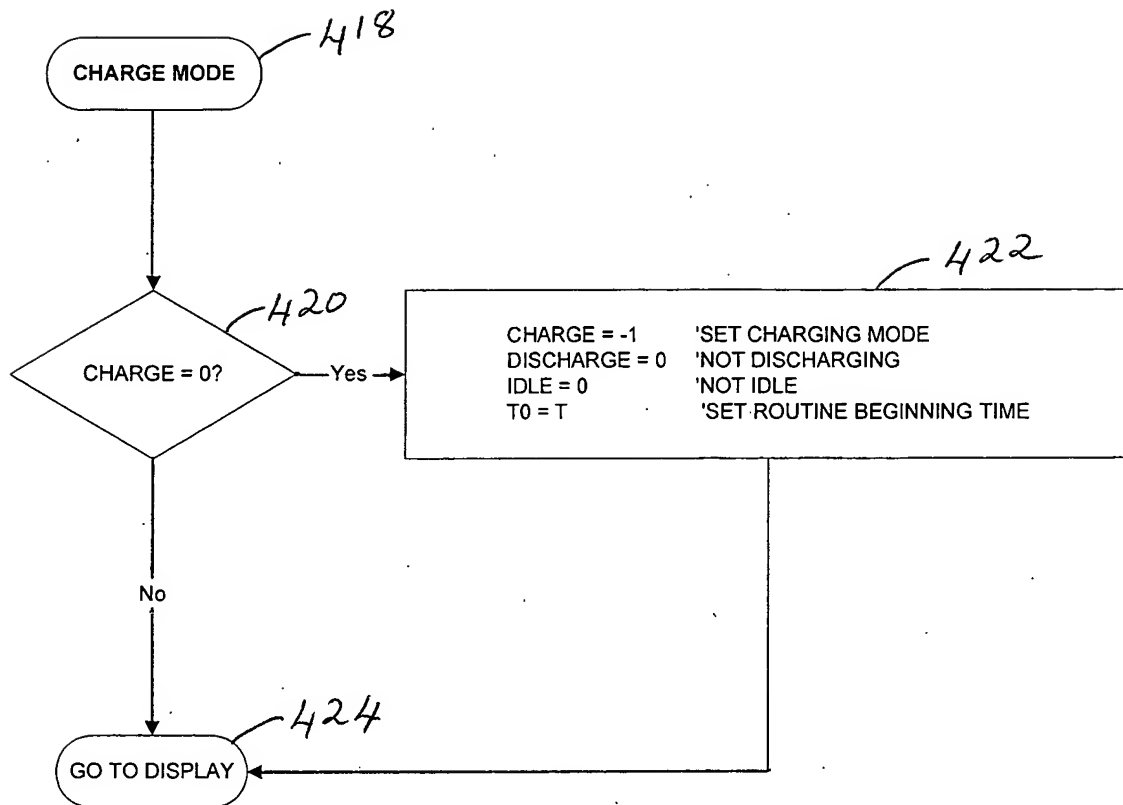 418
CHARGE MODE
420
CHARGE = 0?
Yes
422
CHARGE = -1 'SET CHARGING MODE
DISCHARGE = 0 'NOT DISCHARGING
IDLE = 0 'NOT IDLE
T0 = T 'SET ROUTINE BEGINNING TIME
No
424
GO TO DISPLAY